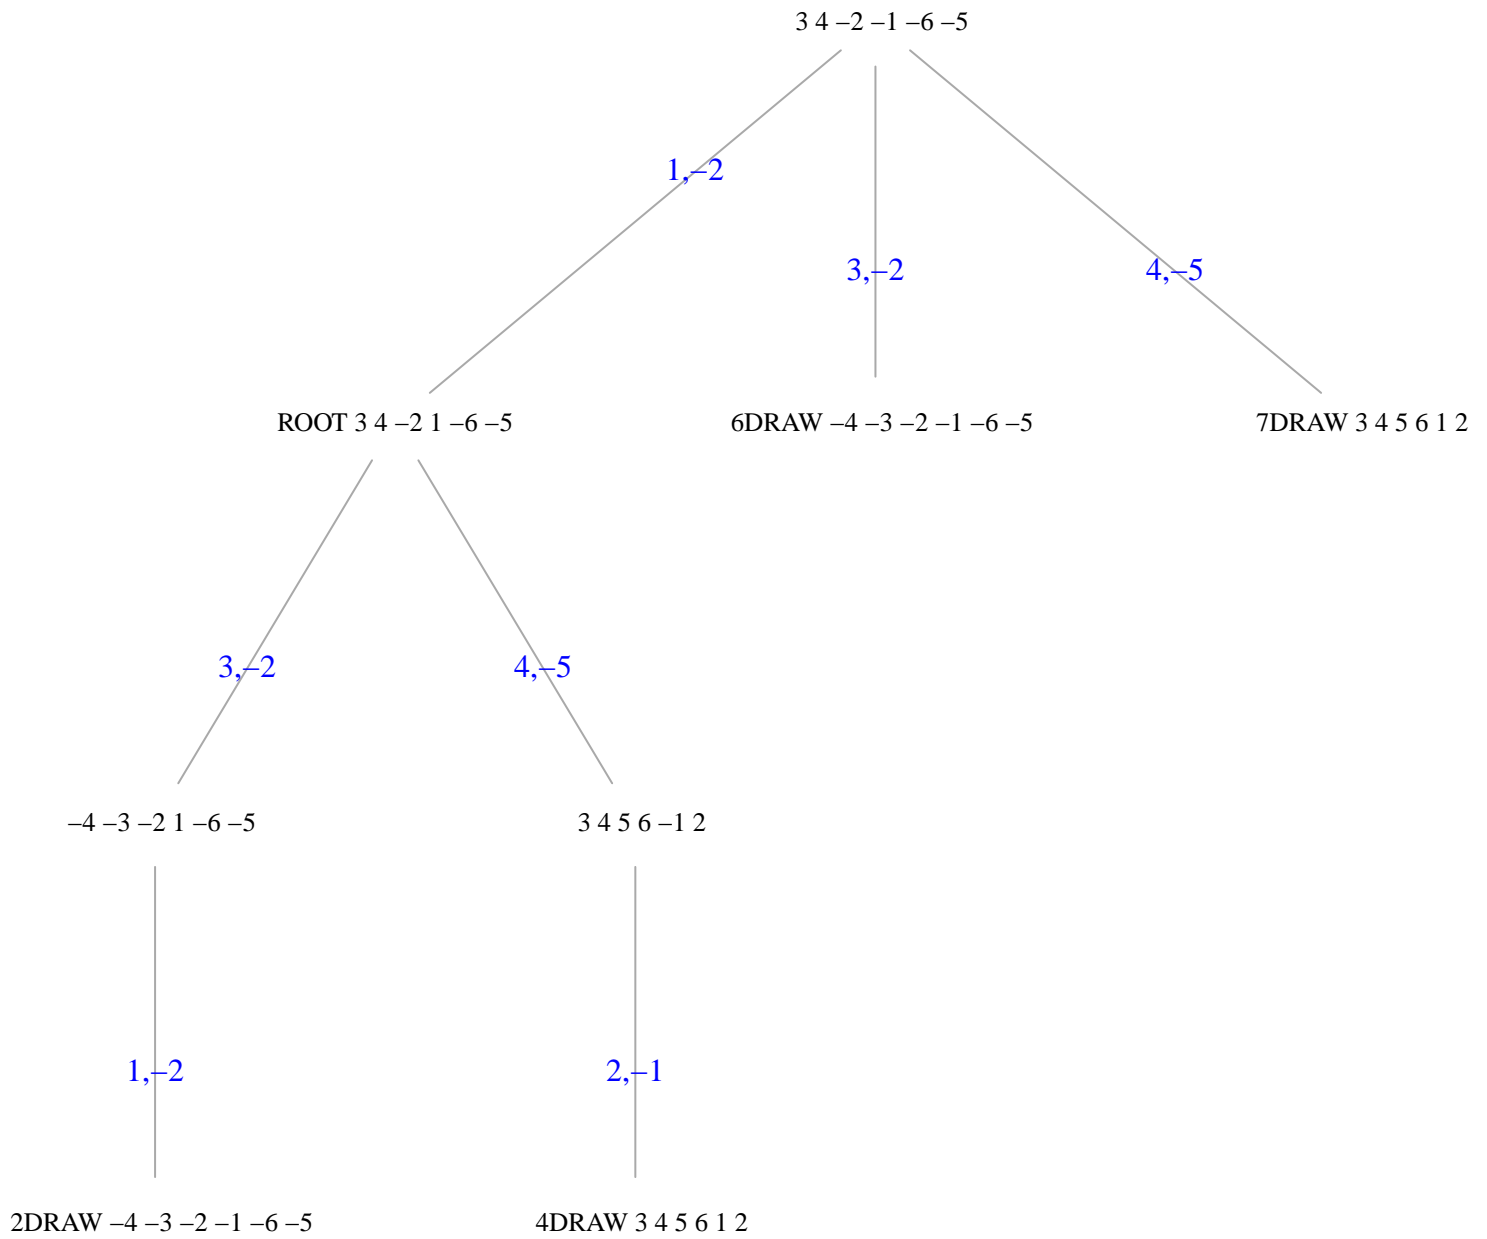 3 4 –2 –1 –6 –5
1,–2
3,–2
4,–5
ROOT 3 4 –2 1 –6 –5
6DRAW –4 –3 –2 –1 –6 –5
7DRAW 3 4 5 6 1 2
3,–2
4,–5
–4 –3 –2 1 –6 –5
3 4 5 6 –1 2
1,–2
2,–1
2DRAW –4 –3 –2 –1 –6 –5
4DRAW 3 4 5 6 1 2